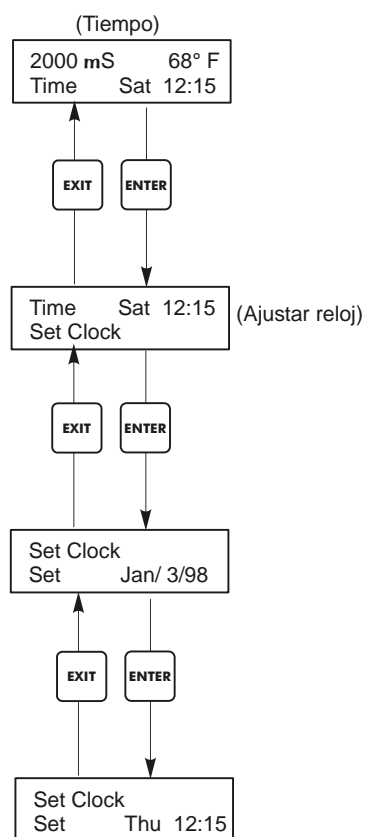 (Tiempo)
2000 mS 68° F
Time Sat 12:15
EXIT ENTER
Time Sat 12:15 (Ajustar reloj)
Set Clock
EXIT ENTER
Set Clock
Set Jan/ 3/98
EXIT ENTER
Set Clock
Set Thu 12:15